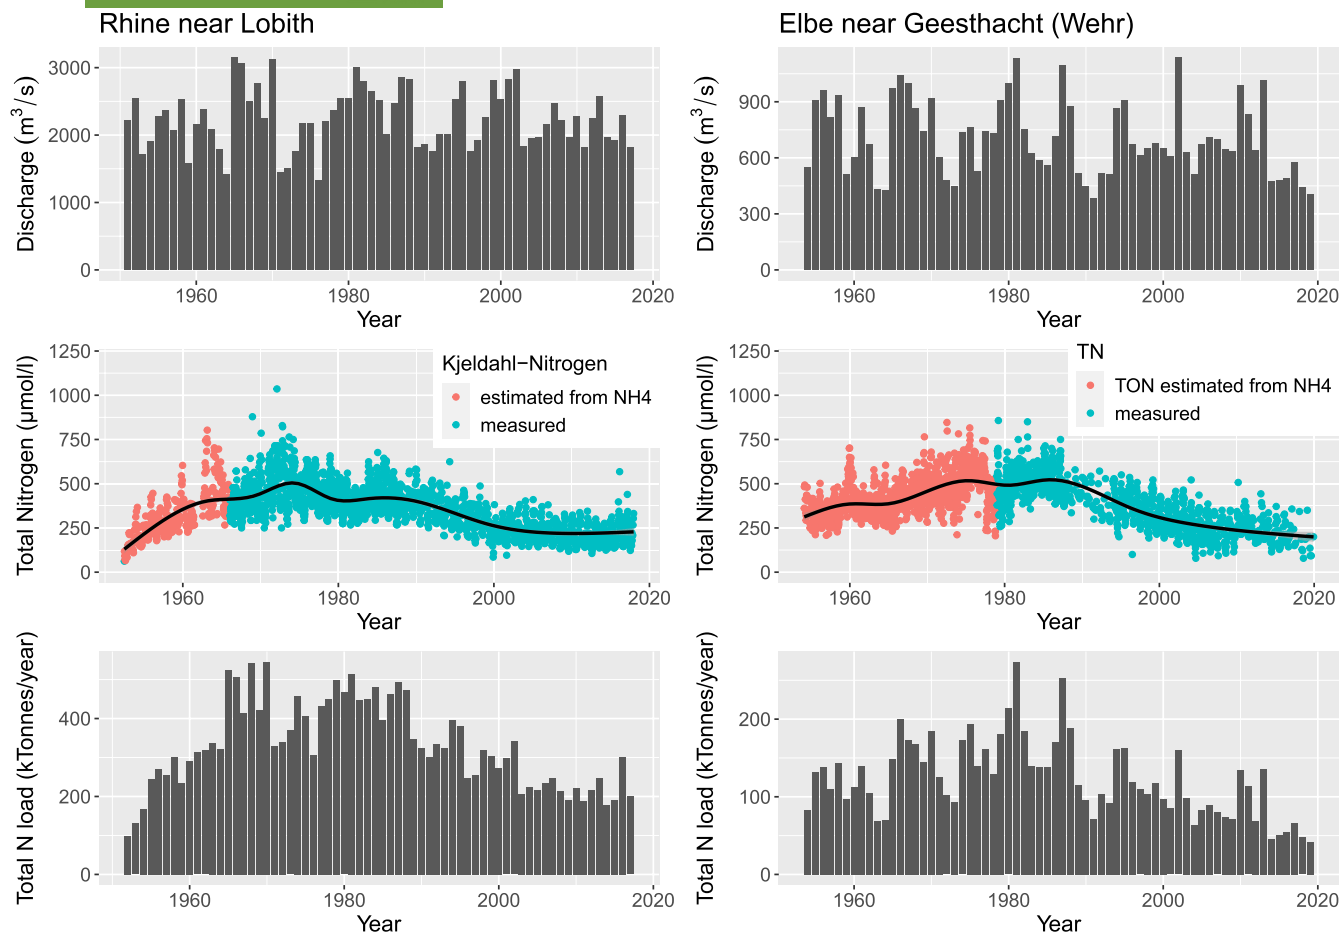 Rhine near Lobith
Discharge (m³/s)
3000
2000
1000
0
1960
1980
2000
2020
Year
Elbe near Geesthacht (Wehr)
Discharge (m³/s)
900
600
300
0
1960
1980
2000
2020
Year
Total Nitrogen (μmol/l)
1250
1000
750
500
250
0
Kjeldahl−Nitrogen
estimated from NH4
measured
1960
1980
2000
2020
Year
Total Nitrogen (μmol/l)
1250
1000
750
500
250
0
TN
TON estimated from NH4
measured
1960
1980
2000
2020
Year
Total N load (kTonnes/year)
400
200
0
1960
1980
2000
2020
Year
Total N load (kTonnes/year)
200
100
0
1960
1980
2000
2020
Year